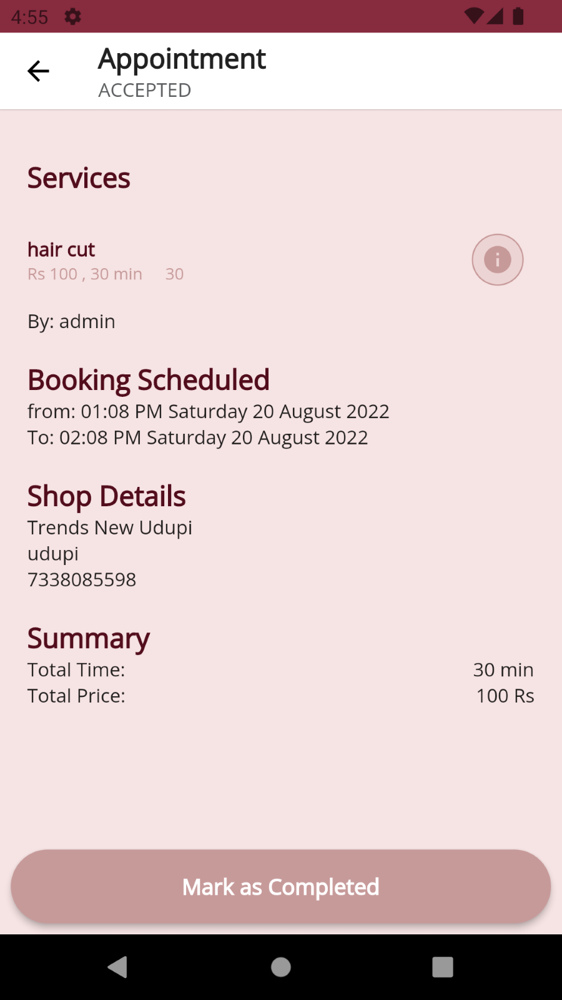 4:55
Appointment
ACCEPTED
Services
hair cut
Rs 100 , 30 min 30
By: admin
Booking Scheduled
from: 01:08 PM Saturday 20 August 2022
To: 02:08 PM Saturday 20 August 2022
Shop Details
Trends New Udupi
udupi
7338085598
Summary
Total Time: 30 min
Total Price: 100 Rs
Mark as Completed